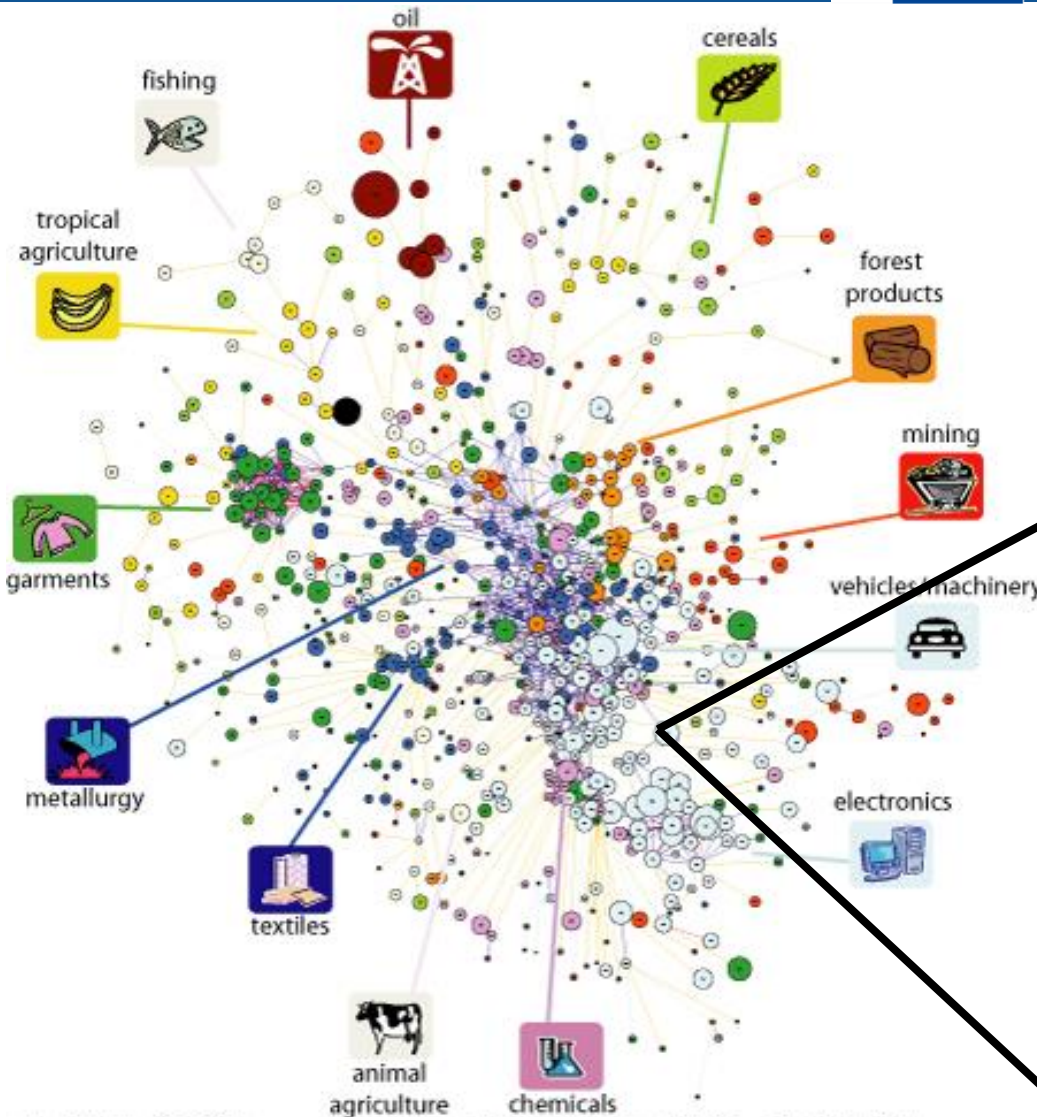 oil
cereals
fishing
tropical
agriculture
forest
products
mining
garments
vehicles/machinery
metallurgy
electronics
textiles
animal
agriculture
chemicals